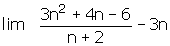 lim (3n² + 4n − 6)/(n + 2) − 3n